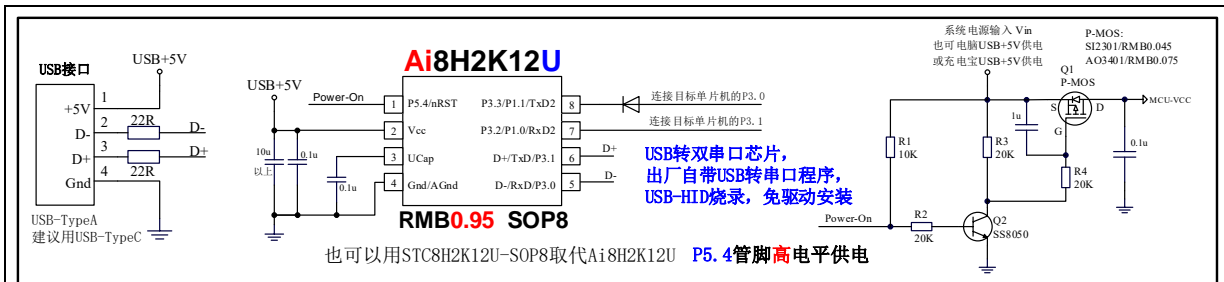 USB接口
USB+5V
+5V
1
D-
2
22R
D-
D+
3
D+
Gnd
4
22R
USB-TypeA
建议用USB-TypeC
Ai8H2K12U
USB+5V
Power-On
1
P5.4/nRST
P3.3/P1.1/TxD2
8
连接目标单片机的P3.0
2
Vcc
P3.2/P1.0/RxD2
7
连接目标单片机的P3.1
3
UCap
D+/TxD/P3.1
6
D+
4
Gnd/AGnd
D-/RxD/P3.0
5
D-
10u
以上
0.1u
0.1u
RMB0.95 SOP8
USB转双串口芯片，
出厂自带USB转串口程序，
USB-HID烧录，免驱动安装
也可以用STC8H2K12U-SOP8取代Ai8H2K12U P5.4管脚高电平供电
系统电源输入 Vin
也可电脑USB+5V供电
或充电宝USB+5V供电
P-MOS:
SI2301/RMB0.045
AO3401/RMB0.075
Q1
P-MOS
S
D
G
MCU-VCC
1u
0.1u
R1
10K
R3
20K
R4
20K
Power-On
R2
20K
Q2
SS8050